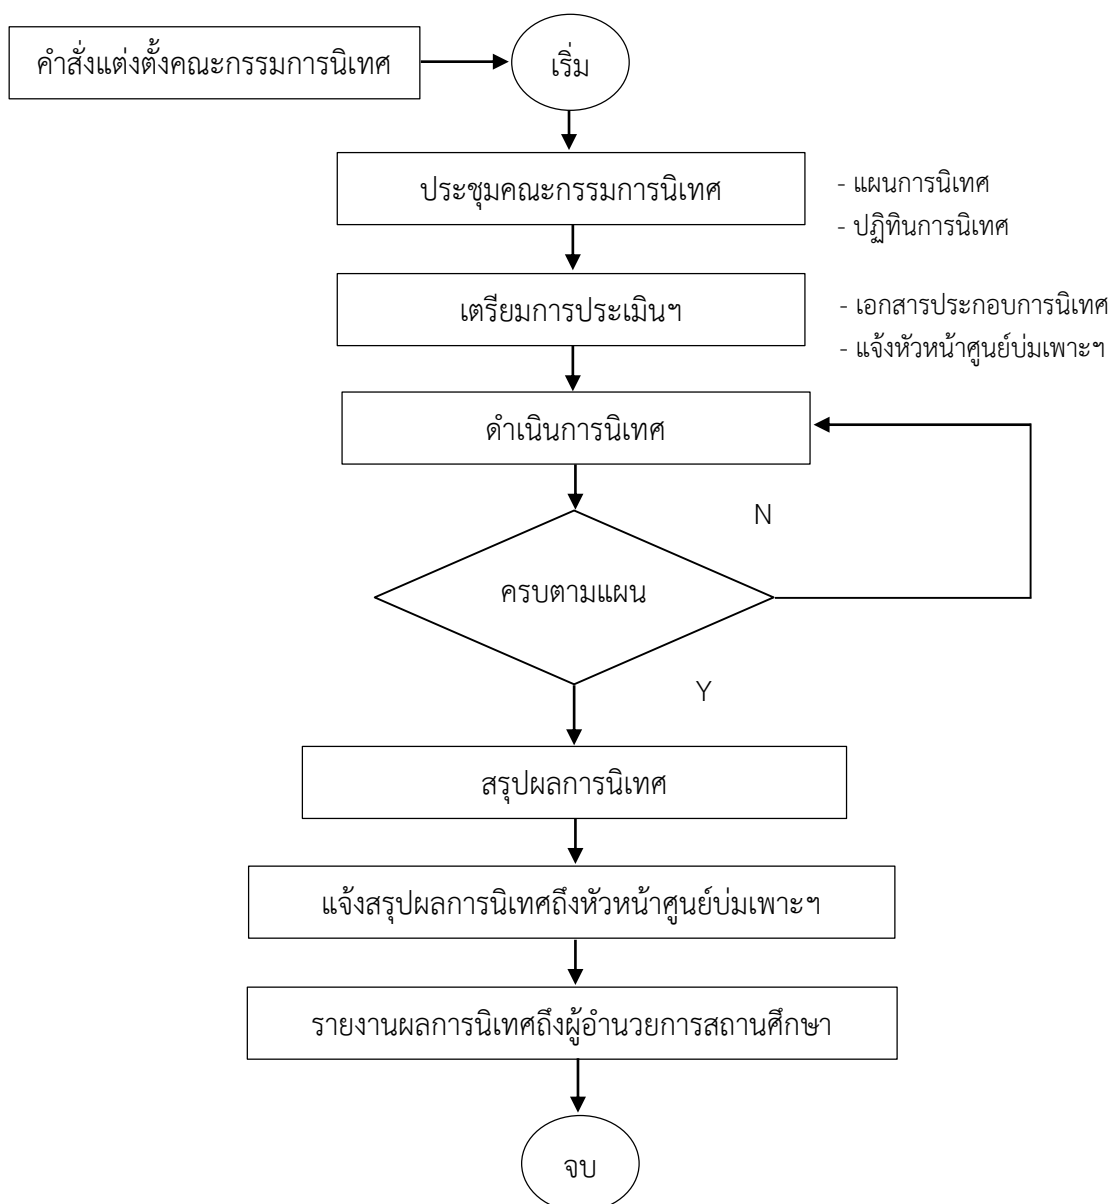 คำสั่งแต่งตั้งคณะกรรมการนิเทศ
เริ่ม
ประชุมคณะกรรมการนิเทศ
- แผนการนิเทศ
- ปฏิทินการนิเทศ
เตรียมการประเมินฯ
- เอกสารประกอบการนิเทศ
- แจ้งหัวหน้าศูนย์บ่มเพาะฯ
ดำเนินการนิเทศ
N
ครบตามแผน
Y
สรุปผลการนิเทศ
แจ้งสรุปผลการนิเทศถึงหัวหน้าศูนย์บ่มเพาะฯ
รายงานผลการนิเทศถึงผู้อำนวยการสถานศึกษา
จบ